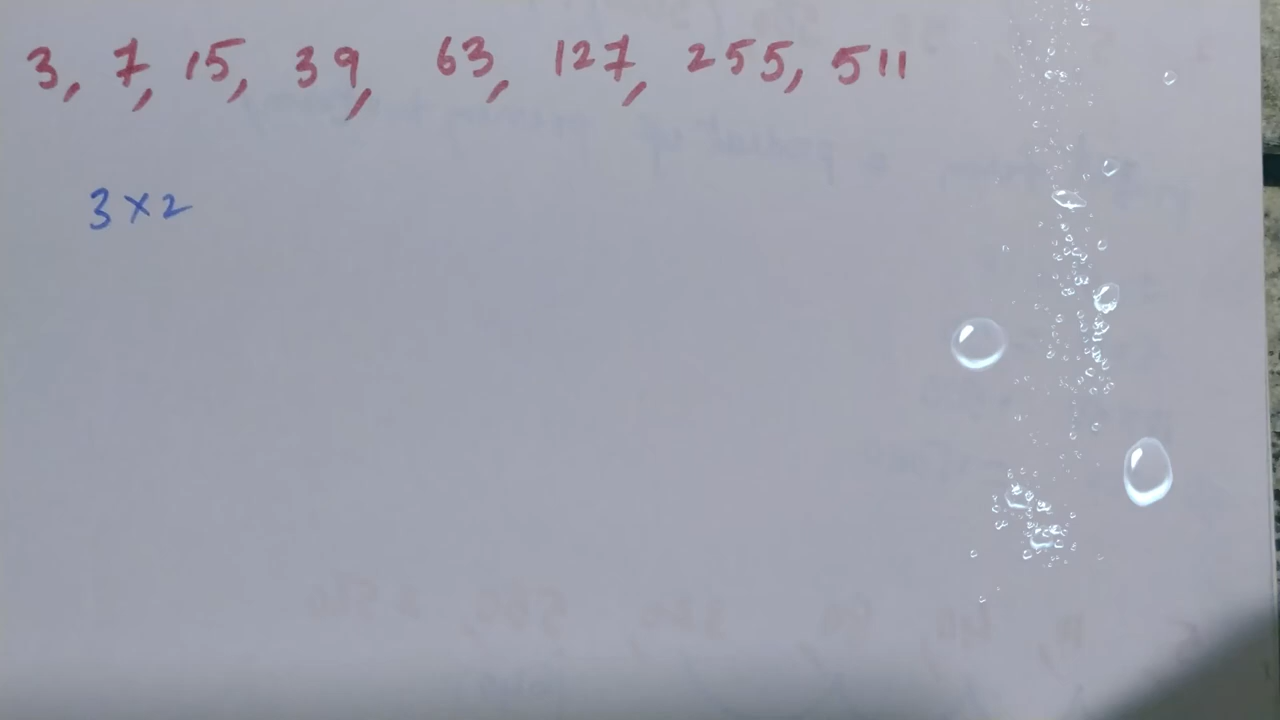 3, 7, 15, 39, 63, 127, 255, 511
3×2